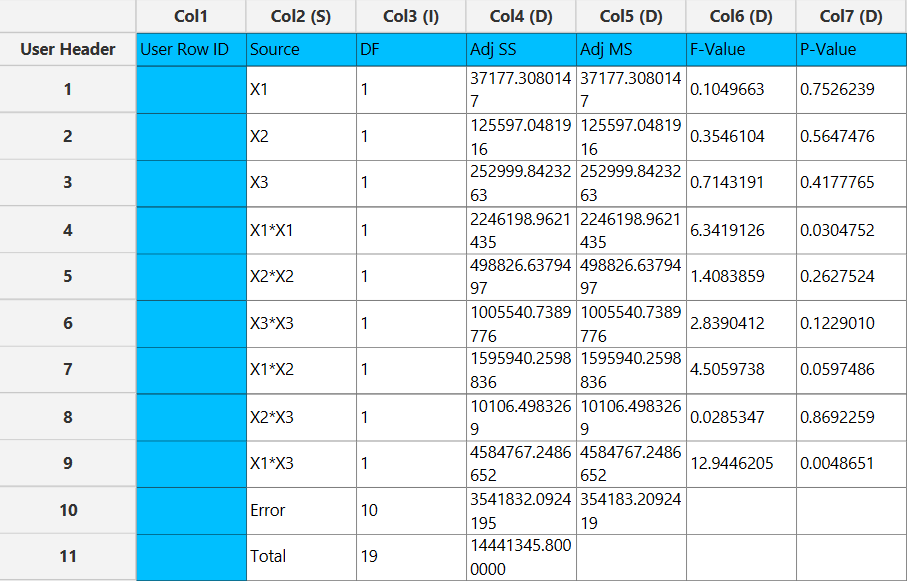 Col1 Col2 (S) Col3 (I) Col4 (D) Col5 (D) Col6 (D) Col7 (D)
User Header User Row ID Source DF Adj SS Adj MS F-Value P-Value
1 X1 1 37177.3080147 37177.3080147 0.1049663 0.7526239
2 X2 1 125597.0481916 125597.0481916 0.3546104 0.5647476
3 X3 1 252999.8423263 252999.8423263 0.7143191 0.4177765
4 X1*X1 1 2246198.9621435 2246198.9621435 6.3419126 0.0304752
5 X2*X2 1 498826.6379497 498826.6379497 1.4083859 0.2627524
6 X3*X3 1 1005540.7389776 1005540.7389776 2.8390412 0.1229010
7 X1*X2 1 1595940.2598836 1595940.2598836 4.5059738 0.0597486
8 X2*X3 1 10106.4983269 10106.4983269 0.0285347 0.8692259
9 X1*X3 1 4584767.2486652 4584767.2486652 12.9446205 0.0048651
10 Error 10 3541832.0924195 354183.2092419
11 Total 19 14441345.8000000